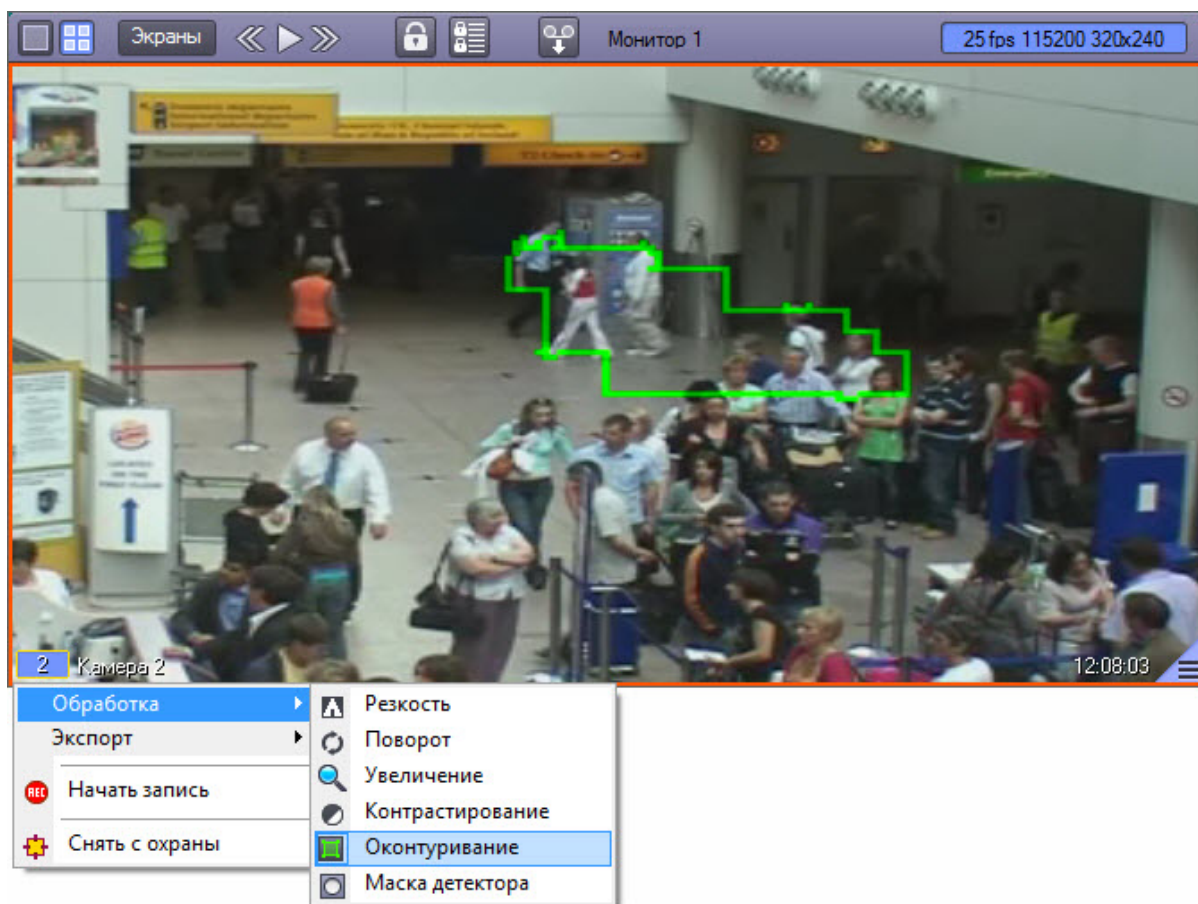 Экраны
Монитор 1
25 fps 115200 320x240
2 Камера 2
12:08:03
Обработка
Экспорт
Начать запись
Снять с охраны
Резкость
Поворот
Увеличение
Контрастирование
Оконтуривание
Маска детектора